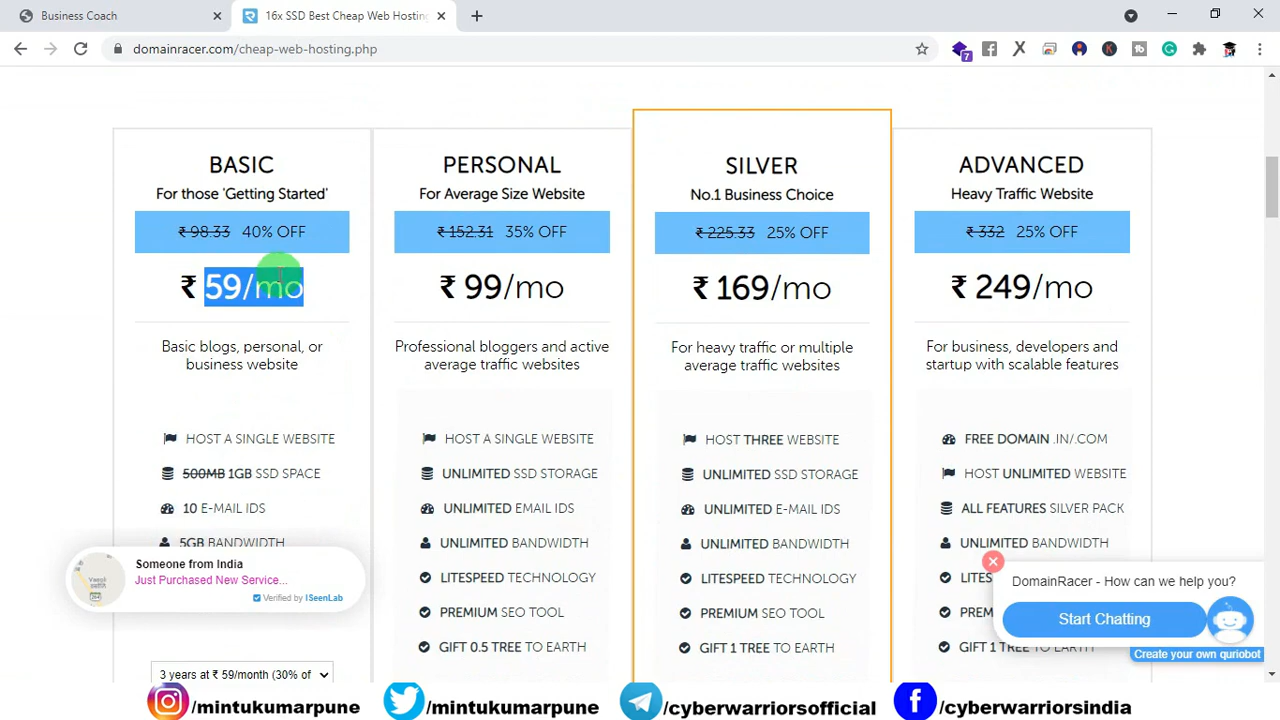 Business Coach
16x SSD Best Cheap Web Hosting
domainracer.com/cheap-web-hosting.php
7
BASIC
For those 'Getting Started'
₹ 98.33 40% OFF
₹ 59/mo
Basic blogs, personal, or
business website
HOST A SINGLE WEBSITE
500MB 1GB SSD SPACE
10 E-MAIL IDS
5GB BANDWIDTH
3 years at ₹ 59/month (30% of
PERSONAL
For Average Size Website
₹ 152.31 35% OFF
₹ 99/mo
Professional bloggers and active
average traffic websites
HOST A SINGLE WEBSITE
UNLIMITED SSD STORAGE
UNLIMITED EMAIL IDS
UNLIMITED BANDWIDTH
LITESPEED TECHNOLOGY
PREMIUM SEO TOOL
GIFT 0.5 TREE TO EARTH
SILVER
No.1 Business Choice
₹ 225.33 25% OFF
₹ 169/mo
For heavy traffic or multiple
average traffic websites
HOST THREE WEBSITE
UNLIMITED SSD STORAGE
UNLIMITED E-MAIL IDS
UNLIMITED BANDWIDTH
LITESPEED TECHNOLOGY
PREMIUM SEO TOOL
GIFT 1 TREE TO EARTH
ADVANCED
Heavy Traffic Website
₹ 332 25% OFF
₹ 249/mo
For business, developers and
startup with scalable features
FREE DOMAIN .IN/.COM
HOST UNLIMITED WEBSITE
ALL FEATURES SILVER PACK
UNLIMITED BANDWIDTH
GIFT 1 TREE TO EARTH
Someone from India
Just Purchased New Service...
Verified by ISeenLab
DomainRacer - How can we help you?
Start Chatting
Create your own quriobot
/mintukumarpune
/mintukumarpune
/cyberwarriorsofficial
/cyberwarriorsindia